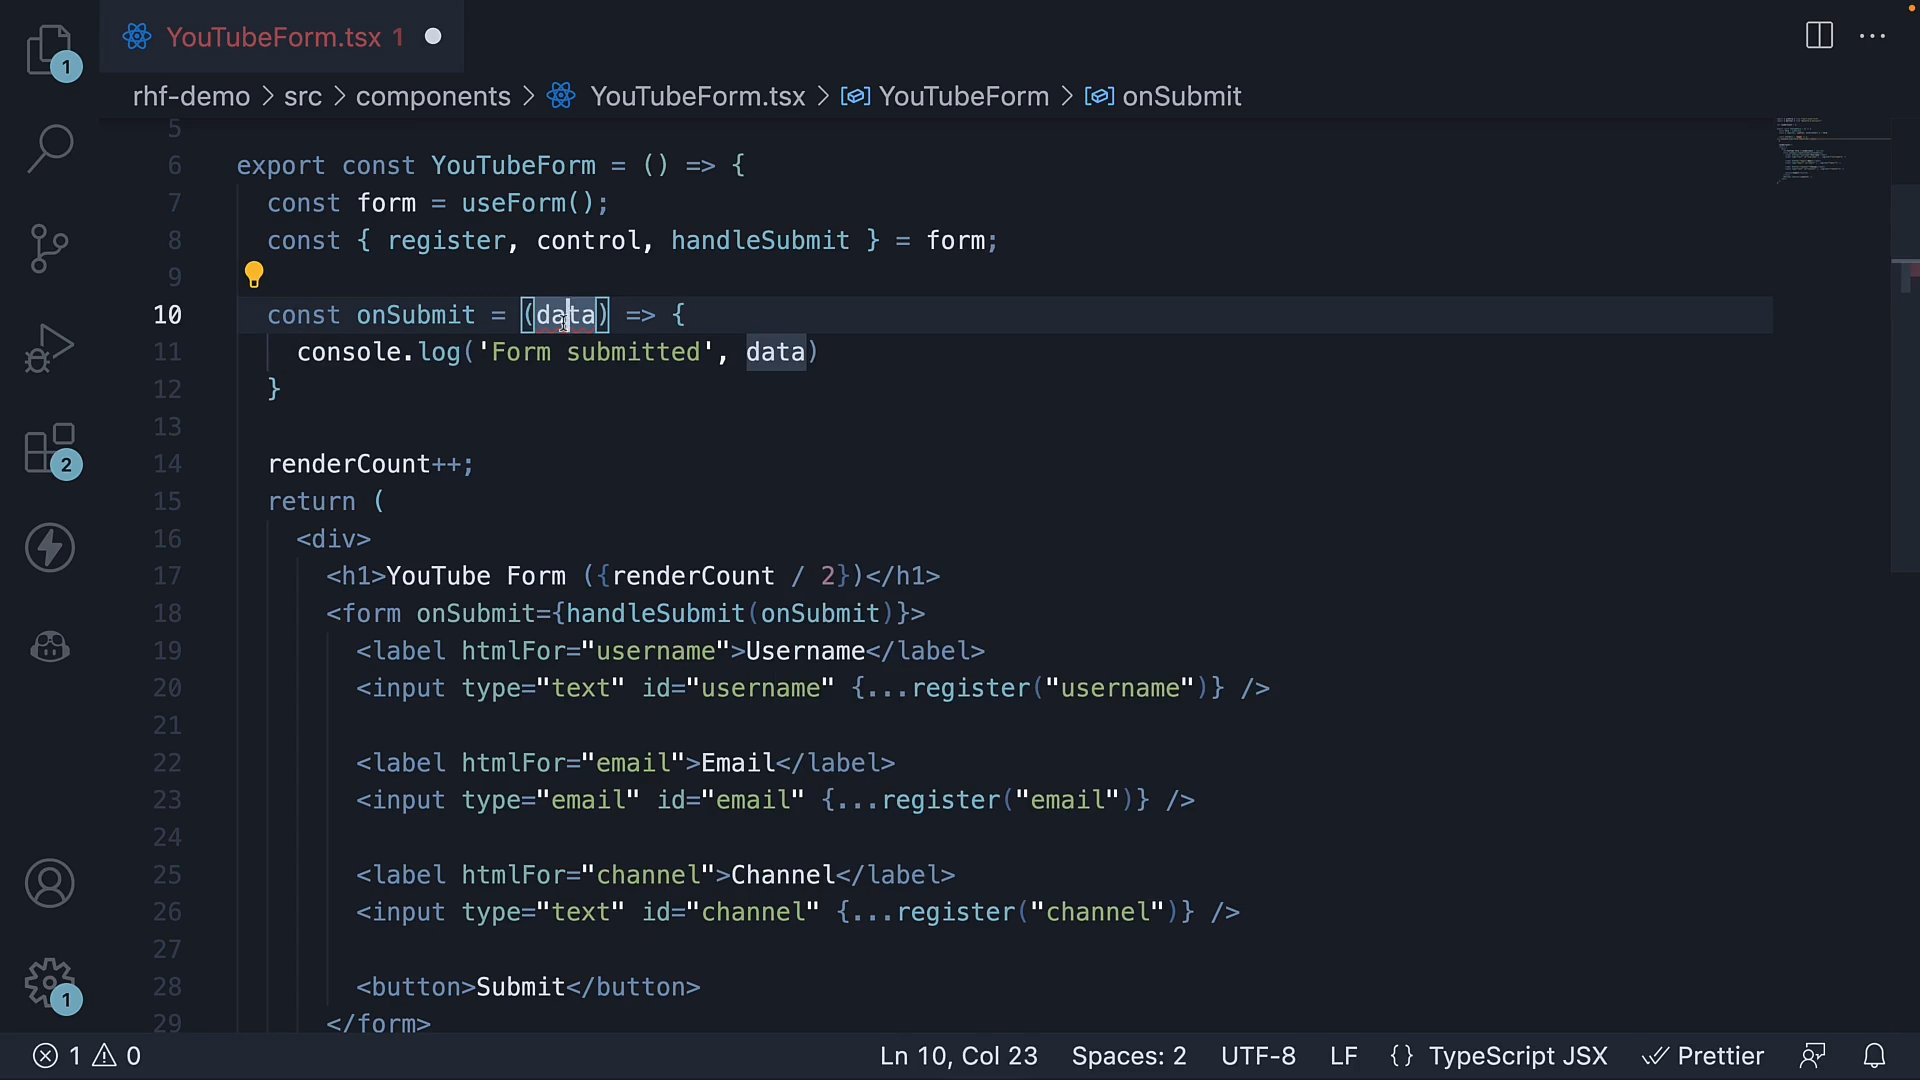 1
YouTubeForm.tsx 1
rhf-demo > src > components > YouTubeForm.tsx > YouTubeForm > onSubmit
5
6 export const YouTubeForm = () => {
7 const form = useForm();
8 const { register, control, handleSubmit } = form;
9
10 const onSubmit = (data) => {
11 console.log('Form submitted', data)
12 }
13
14 renderCount++;
15 return (
16 <div>
17 <h1>YouTube Form ({renderCount / 2})</h1>
18 <form onSubmit={handleSubmit(onSubmit)}>
19 <label htmlFor="username">Username</label>
20 <input type="text" id="username" {...register("username")} />
21
22 <label htmlFor="email">Email</label>
23 <input type="email" id="email" {...register("email")} />
24
25 <label htmlFor="channel">Channel</label>
26 <input type="text" id="channel" {...register("channel")} />
27
28 <button>Submit</button>
29 </form>
2
1
1 0 Ln 10, Col 23 Spaces: 2 UTF-8 LF {} TypeScript JSX Prettier